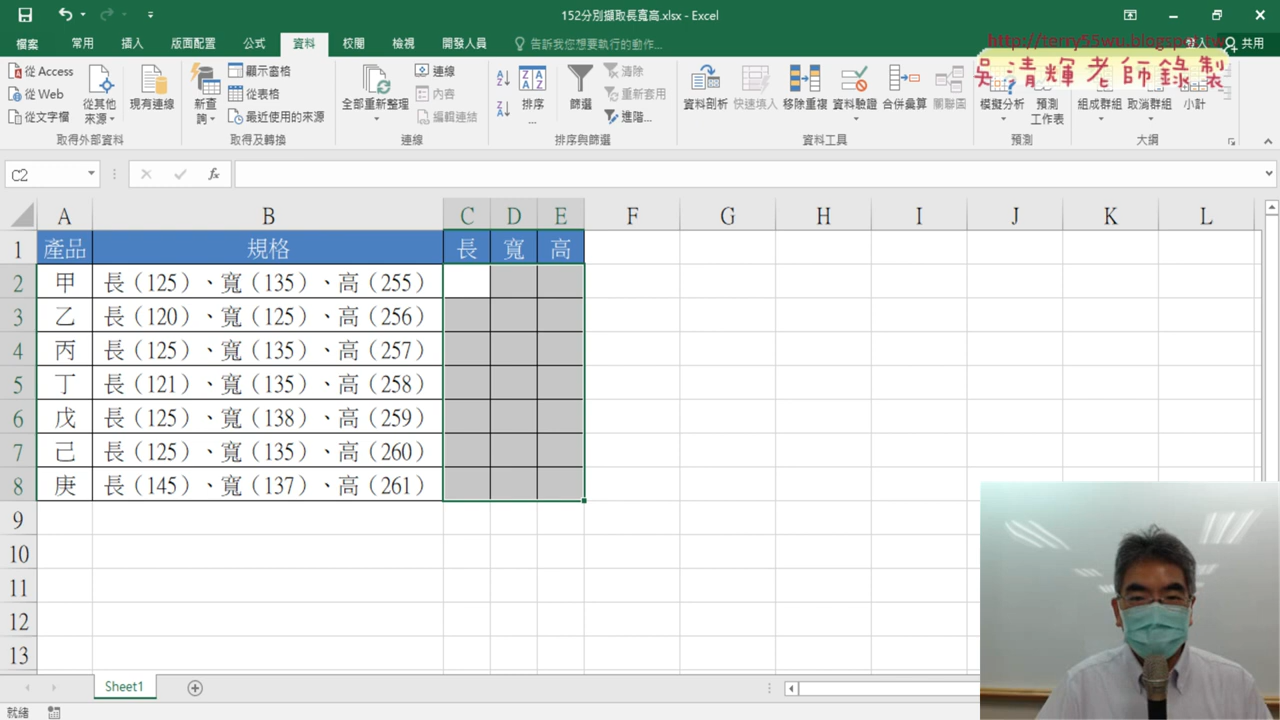 152分別擷取長寬高.xlsx - Excel
http://terry55wu.blogspot.tw
吳清輝老師錄製
檔案 常用 插入 版面配置 公式 資料 校閱 檢視 開發人員 告訴我您想要執行的動作... 共用
從 Access
從 Web
從文字檔
從其他來源
現有連線
取得外部資料
新查詢
顯示窗格
從表格
最近使用的來源
取得及轉換
全部重新整理
連線
內容
編輯連結
連線
排序...
篩選
清除
重新套用
進階...
排序與篩選
資料剖析 快速填入 移除重複 資料驗證 合併彙算 關聯圖
資料工具
模擬分析 預測工作表
預測
組成群組 取消群組 小計
大綱
C2 fx
A B C D E F G H I J K L
1 產品 規格 長 寬 高
2 甲 長（125）、寬（135）、高（255）
3 乙 長（120）、寬（125）、高（256）
4 丙 長（125）、寬（135）、高（257）
5 丁 長（121）、寬（135）、高（258）
6 戊 長（125）、寬（138）、高（259）
7 己 長（125）、寬（135）、高（260）
8 庚 長（145）、寬（137）、高（261）
9
10
11
12
13
Sheet1
就緒